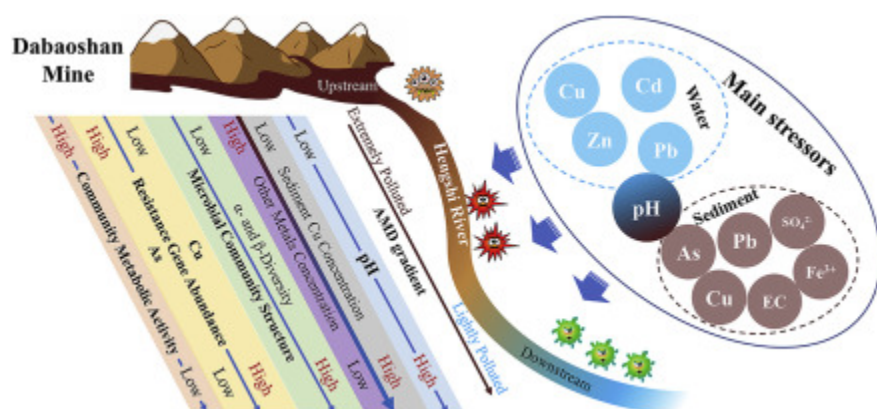 Dabaoshan
Mine
Upstream
Hengshi River
Downstream
Extremely Polluted
Lightly Polluted
AMD gradient
Low
pH
High
Low
Sediment Cu Concentration
High
High
Other Metals Concentration
Low
Low
α- and β-Diversity
Microbial Community Structure
High
Low
Cu
Resistance Gene Abundance
As
High
High
Low
High
Community Metabolic Activity
Low
Main stressors
Water
Cu
Cd
Zn
Pb
pH
Sediment
As
Pb
SO₄²⁻
Cu
EC
Fe³⁺